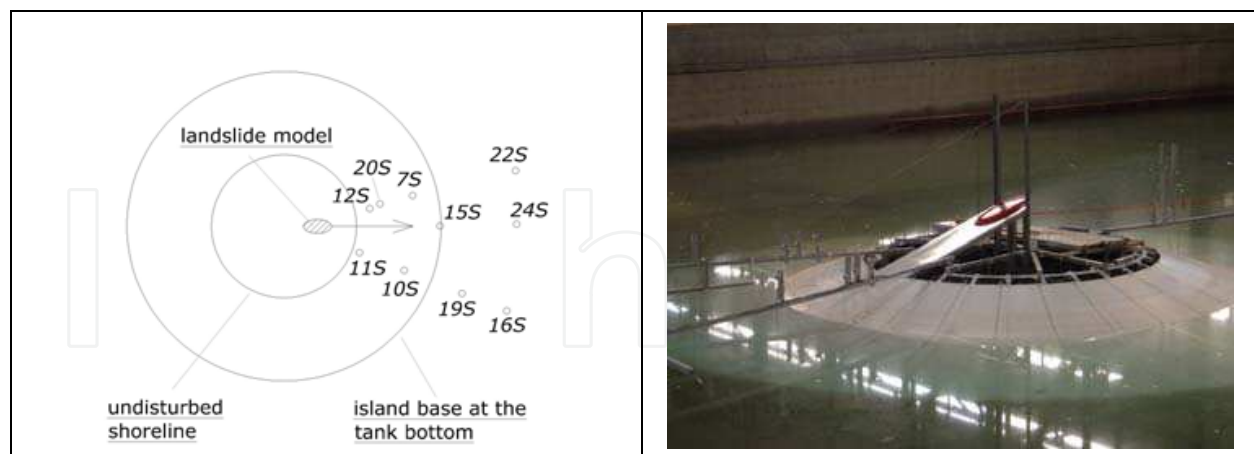 landslide model
22S
20S
7S
12S
15S
24S
11S
10S
19S
16S
undisturbed
shoreline
island base at the
tank bottom